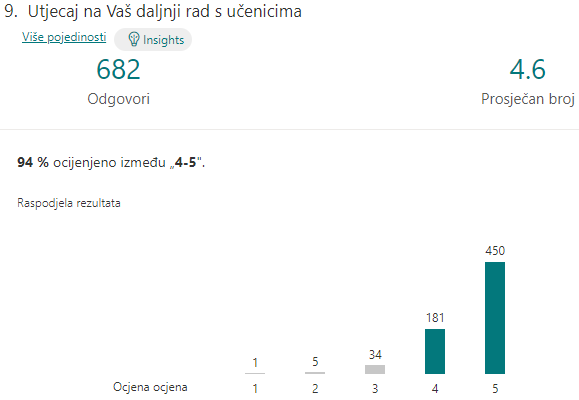 9. Utjecaj na Vaš daljnji rad s učenicima
Više pojedinosti
Insights
682
4.6
Odgovori
Prosječan broj
94 % ocijenjeno između „4-5".
Raspodjela rezultata
450
181
34
5
1
Ocjena ocjena
1
2
3
4
5